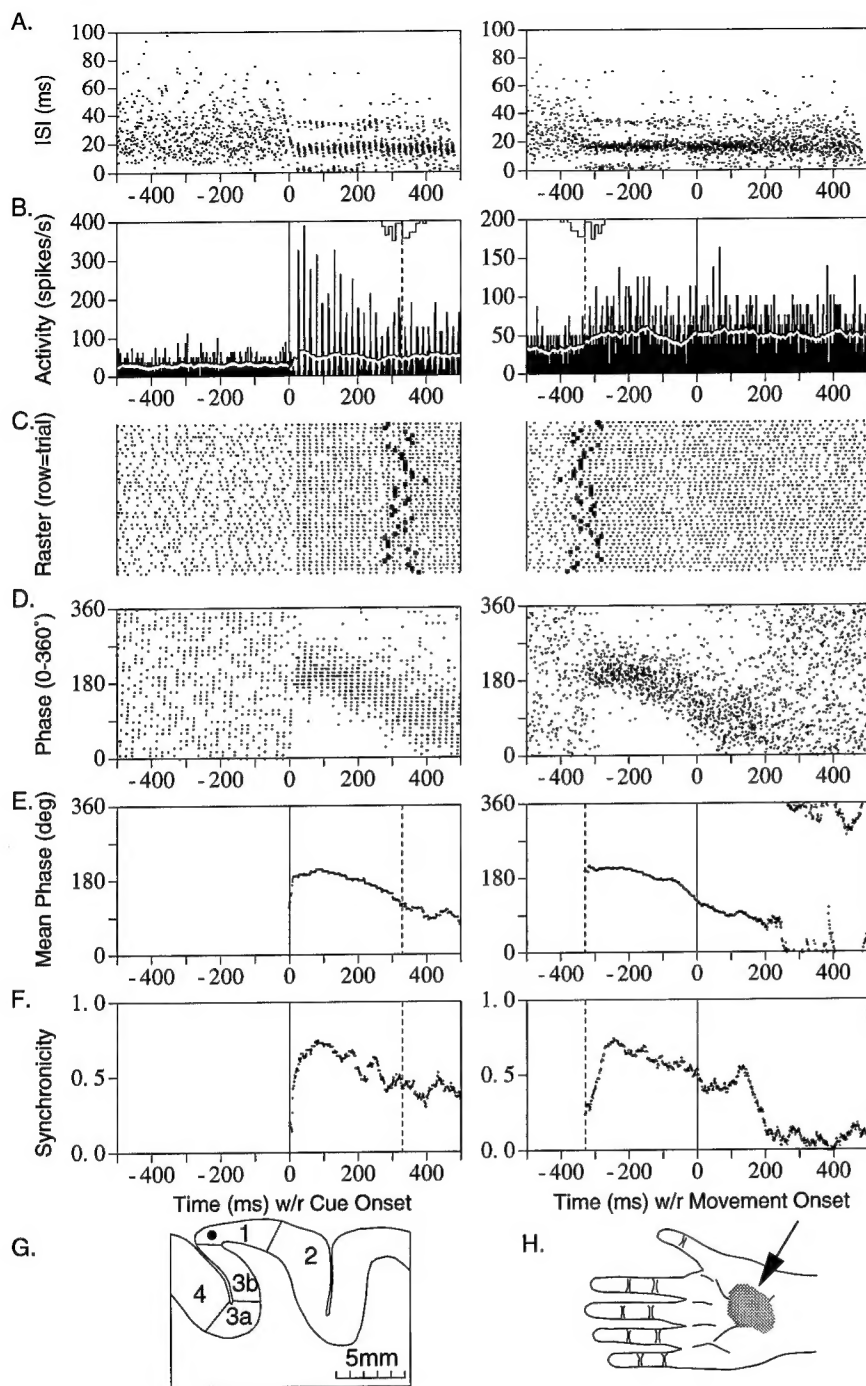 A.
ISI (ms)
100
80
60
40
20
0
-400 -200 0 200 400
100
80
60
40
20
0
-400 -200 0 200 400
B.
Activity (spikes/s)
400
300
200
100
0
-400 -200 0 200 400
200
150
100
50
0
-400 -200 0 200 400
C.
Raster (row=trial)
D.
Phase (0-360°)
360
180
0
-400 -200 0 200 400
360
180
0
-400 -200 0 200 400
E.
Mean Phase (deg)
360
180
0
-400 -200 0 200 400
360
180
0
-400 -200 0 200 400
F.
Synchronicity
1.0
0.5
0.0
-400 -200 0 200 400
Time (ms) w/r Cue Onset
1.0
0.5
0.0
-400 -200 0 200 400
Time (ms) w/r Movement Onset
G.
1
2
3b
4
3a
5mm
H.